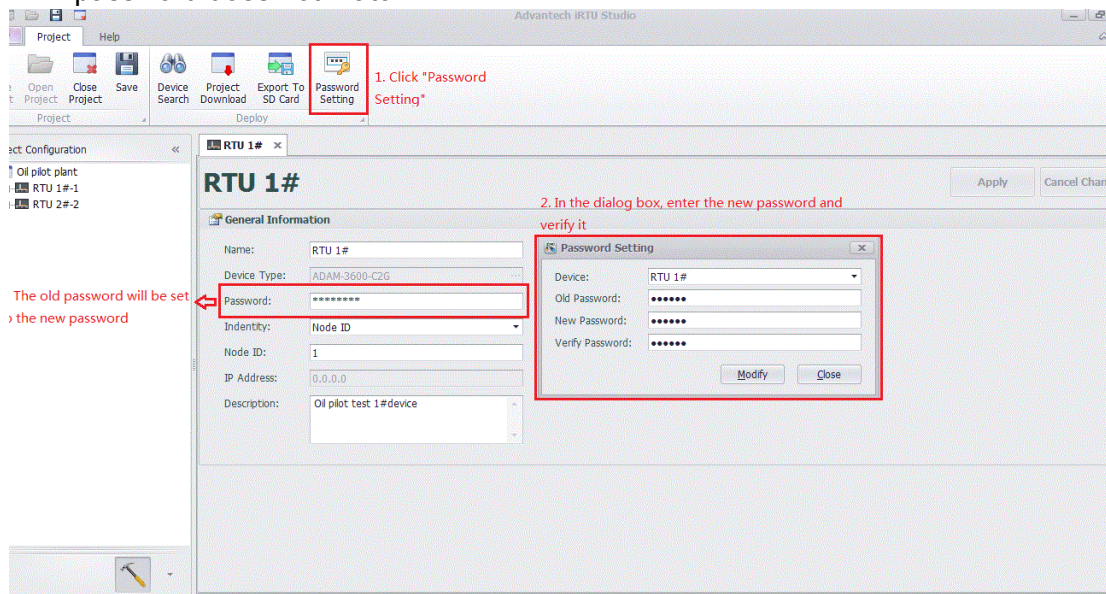 Advantech iRTU Studio
Project Help
Open Project
Close Project
Save
Device Search
Project Download
Export To SD Card
Password Setting
1. Click "Password
Setting"
Project
Deploy
Configuration «
RTU 1# ×
Oil pilot plant
RTU 1#-1
RTU 2#-2
RTU 1#
Apply
2. In the dialog box, enter the new password and
verify it
General Information
Name: RTU 1#
Device Type: ADAM-3600-C2G ...
Password: ********
Indentity: Node ID
Node ID: 1
IP Address: 0.0.0.0
Description: Oil pilot test 1#device
The old password will be set
the new password
Password Setting
Device: RTU 1#
Old Password: ●●●●●●
New Password: ●●●●●●
Verify Password: ●●●●●●
Modify Close
Cancel Chan